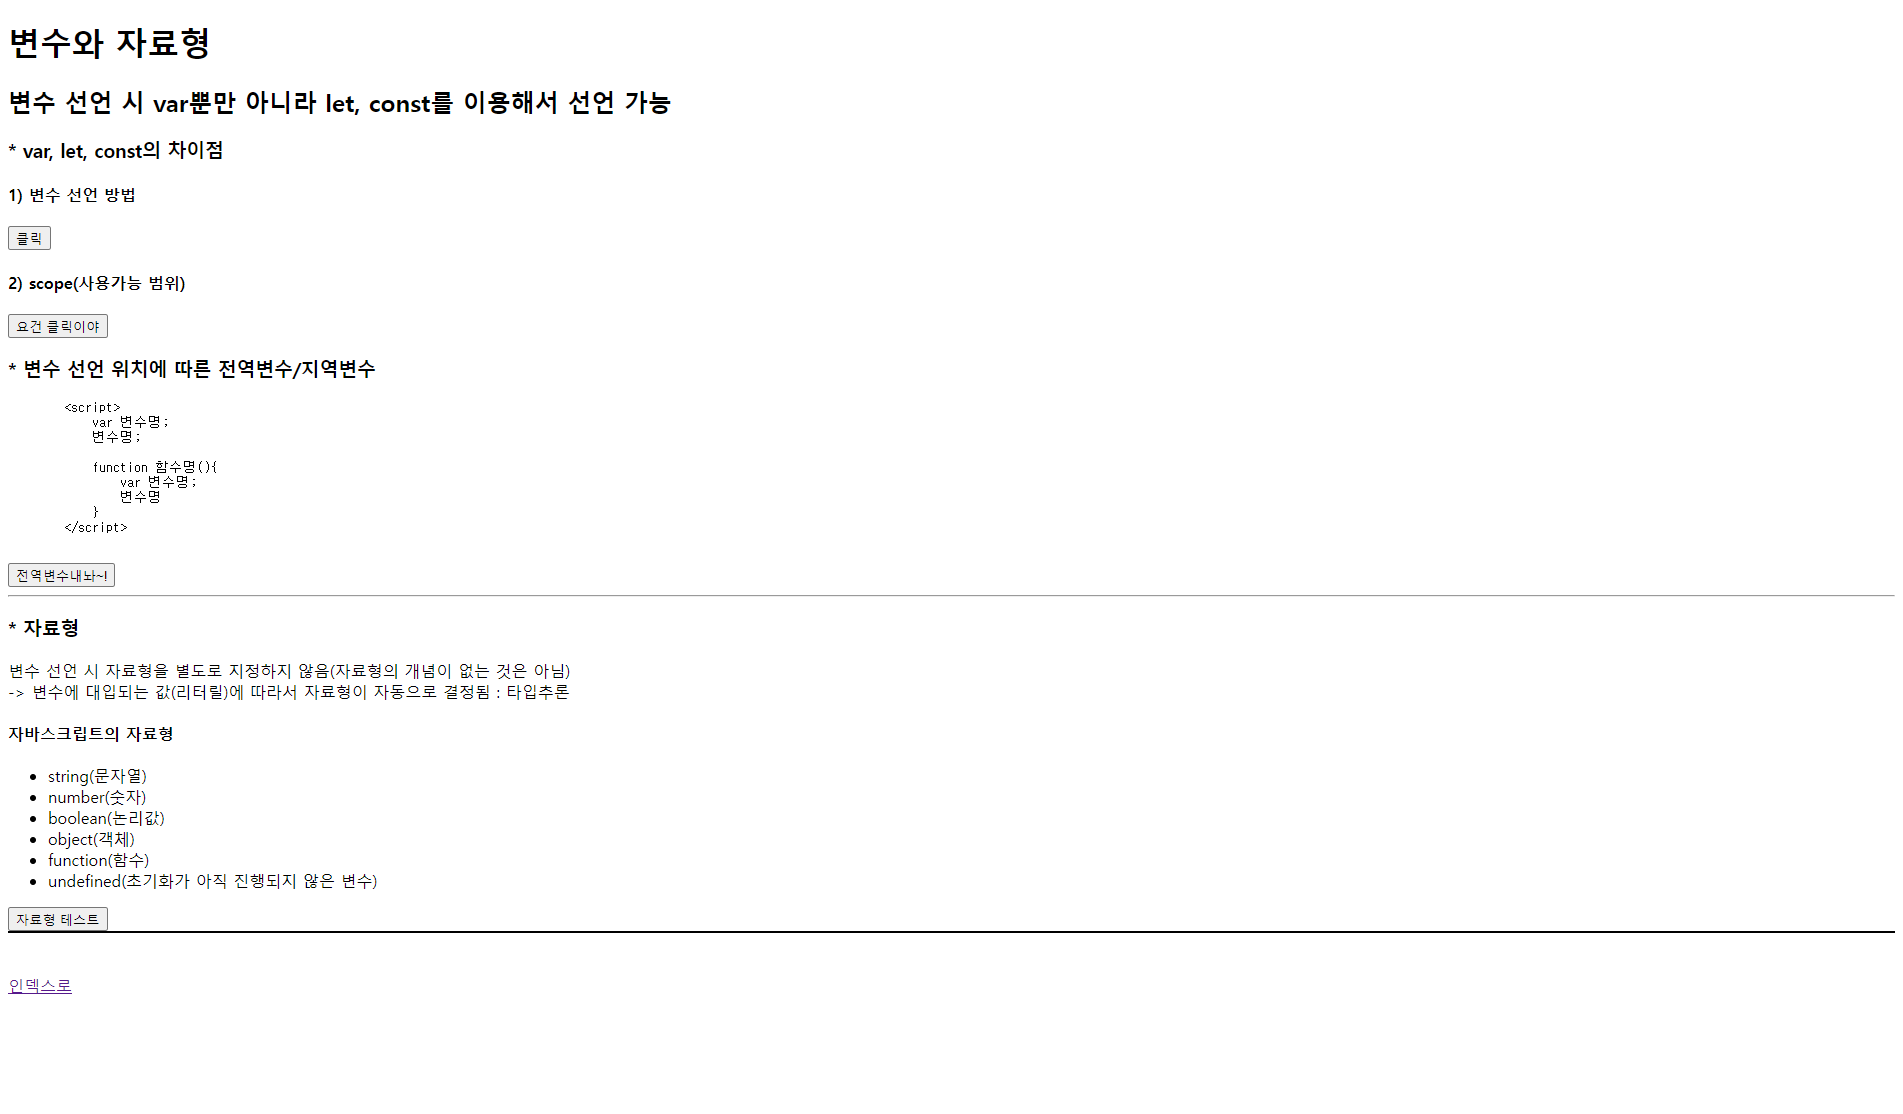 변수와 자료형
변수 선언 시 var뿐만 아니라 let, const를 이용해서 선언 가능
* var, let, const의 차이점
1) 변수 선언 방법
클릭
2) scope(사용가능 범위)
요건 클릭이야
* 변수 선언 위치에 따른 전역변수/지역변수
<script>
var 변수명;
변수명;
function 함수명(){
var 변수명;
변수명
}
</script>
전역변수내놔~!
* 자료형
변수 선언 시 자료형을 별도로 지정하지 않음(자료형의 개념이 없는 것은 아님)
-> 변수에 대입되는 값(리터릴)에 따라서 자료형이 자동으로 결정됨 : 타입추론
자바스크립트의 자료형
• string(문자열)
• number(숫자)
• boolean(논리값)
• object(객체)
• function(함수)
• undefined(초기화가 아직 진행되지 않은 변수)
자료형 테스트
인덱스로